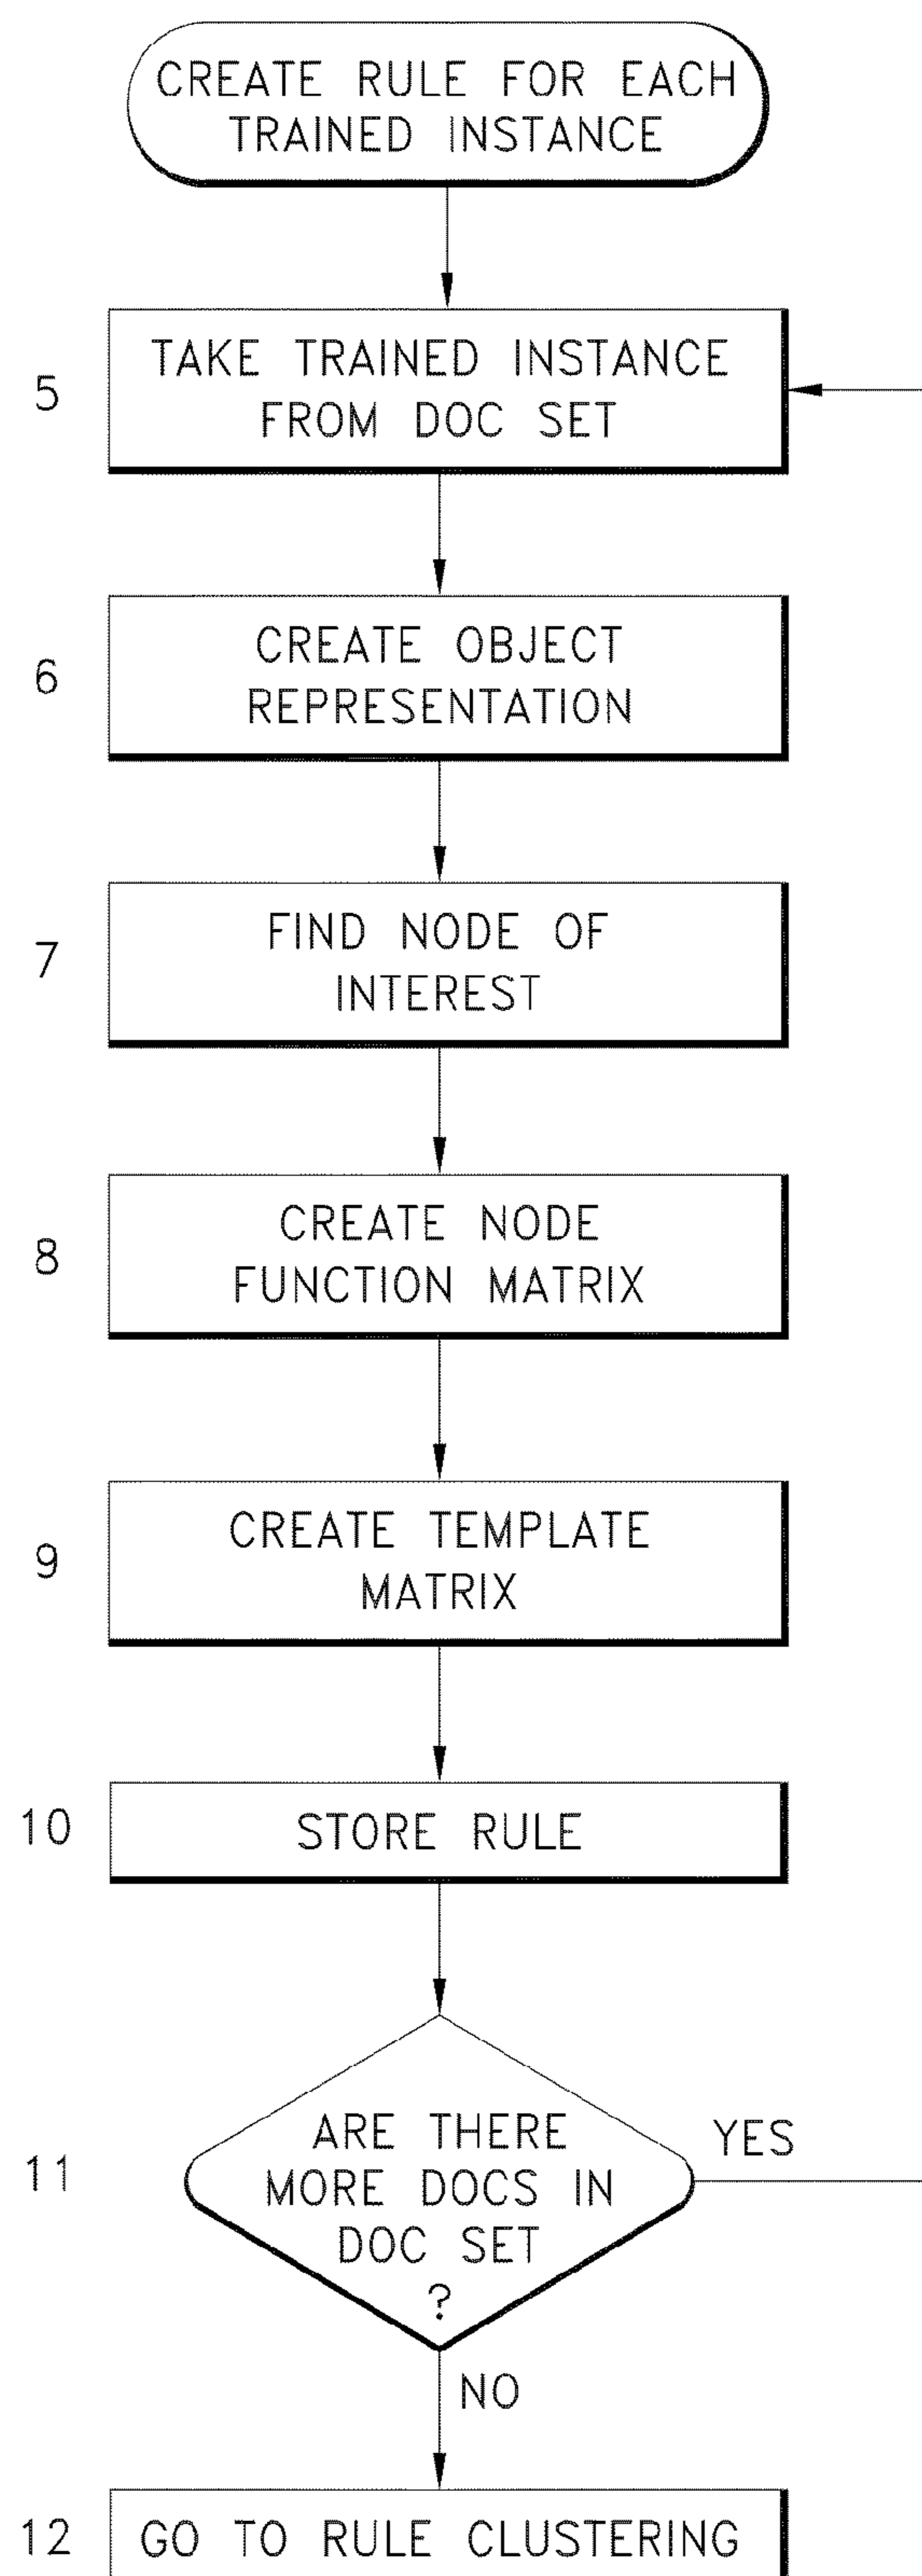 CREATE RULE FOR EACH
TRAINED INSTANCE
5
TAKE TRAINED INSTANCE
FROM DOC SET
6
CREATE OBJECT
REPRESENTATION
7
FIND NODE OF
INTEREST
8
CREATE NODE
FUNCTION MATRIX
9
CREATE TEMPLATE
MATRIX
10
STORE RULE
11
ARE THERE
MORE DOCS IN
DOC SET
?
YES
NO
12
GO TO RULE CLUSTERING